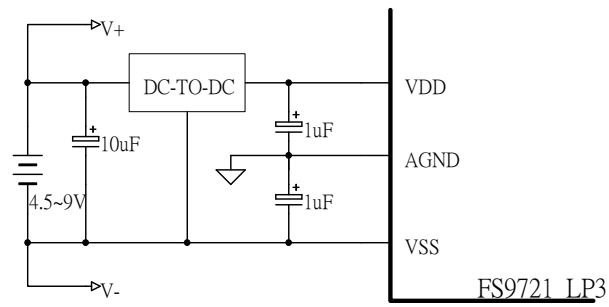 V+
DC-TO-DC
VDD
+
10uF
+
1uF
AGND
4.5~9V
+
1uF
VSS
V-
FS9721_LP3